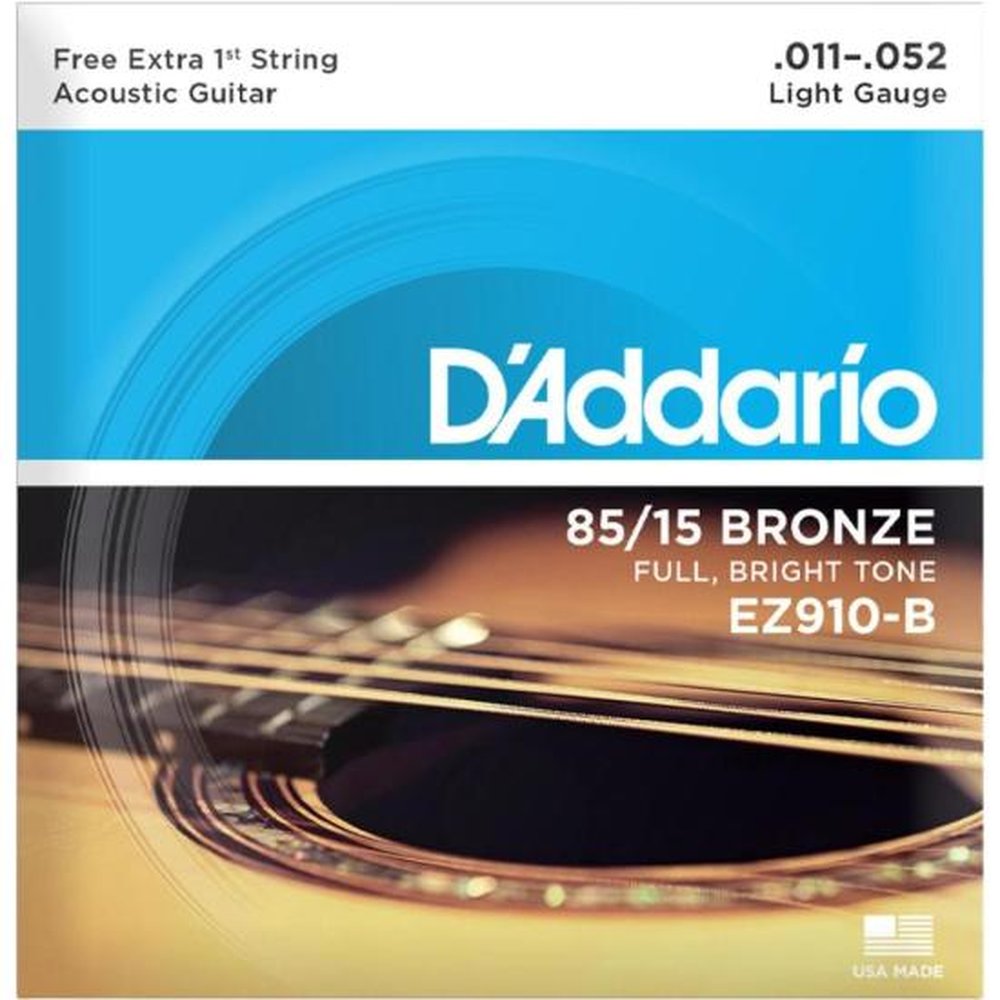 Free Extra 1st String
Acoustic Guitar
.011–.052
Light Gauge
D'Addario
85/15 BRONZE
FULL, BRIGHT TONE
EZ910-B
USA MADE